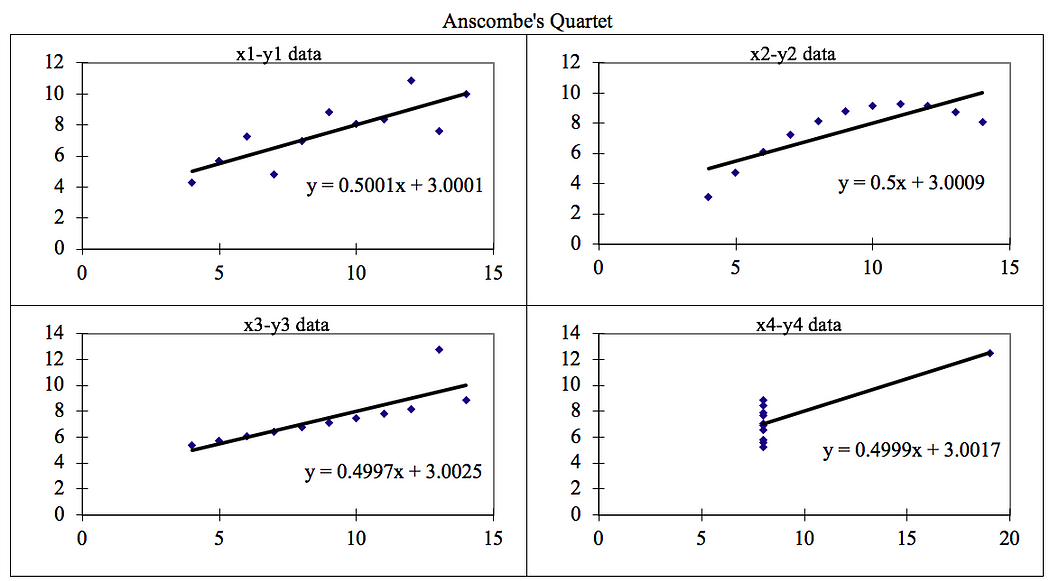 Anscombe's Quartet
x1-y1 data
12
10
8
6
4
2
0
0 5 10 15
y = 0.5001x + 3.0001
x2-y2 data
12
10
8
6
4
2
0
0 5 10 15
y = 0.5x + 3.0009
x3-y3 data
14
12
10
8
6
4
2
0
0 5 10 15
y = 0.4997x + 3.0025
x4-y4 data
14
12
10
8
6
4
2
0
0 5 10 15 20
y = 0.4999x + 3.0017